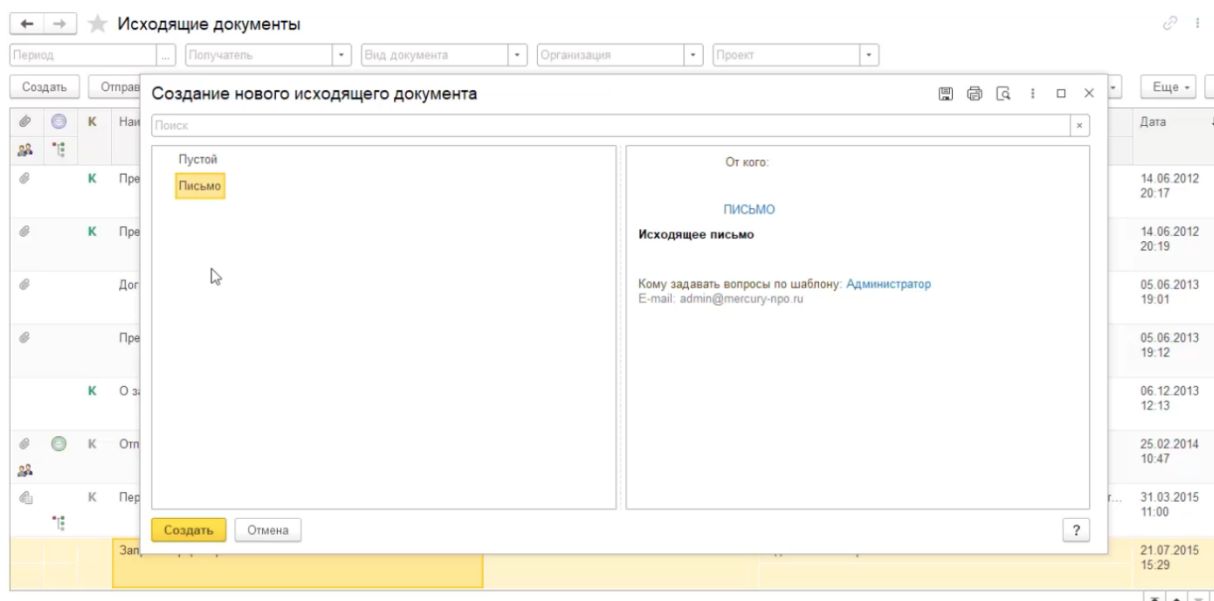 Исходящие документы
Период ... Получатель Вид документа Организация Проект
Создать Отправ Еще
Создание нового исходящего документа
Поиск
К Наи Дата
Пустой
Письмо
От кого:
ПИСЬМО
Исходящее письмо
Кому задавать вопросы по шаблону: Администратор
E-mail: admin@mercury-npo.ru
К Пре 14.06.2012
20:17
К Пре 14.06.2012
20:19
Дог 05.06.2013
19:01
Пре 05.06.2013
19:12
К О за 06.12.2013
12:13
К Отп 25.02.2014
10:47
К Пер т... 31.03.2015
11:00
Создать Отмена ?
Зап 21.07.2015
15:29